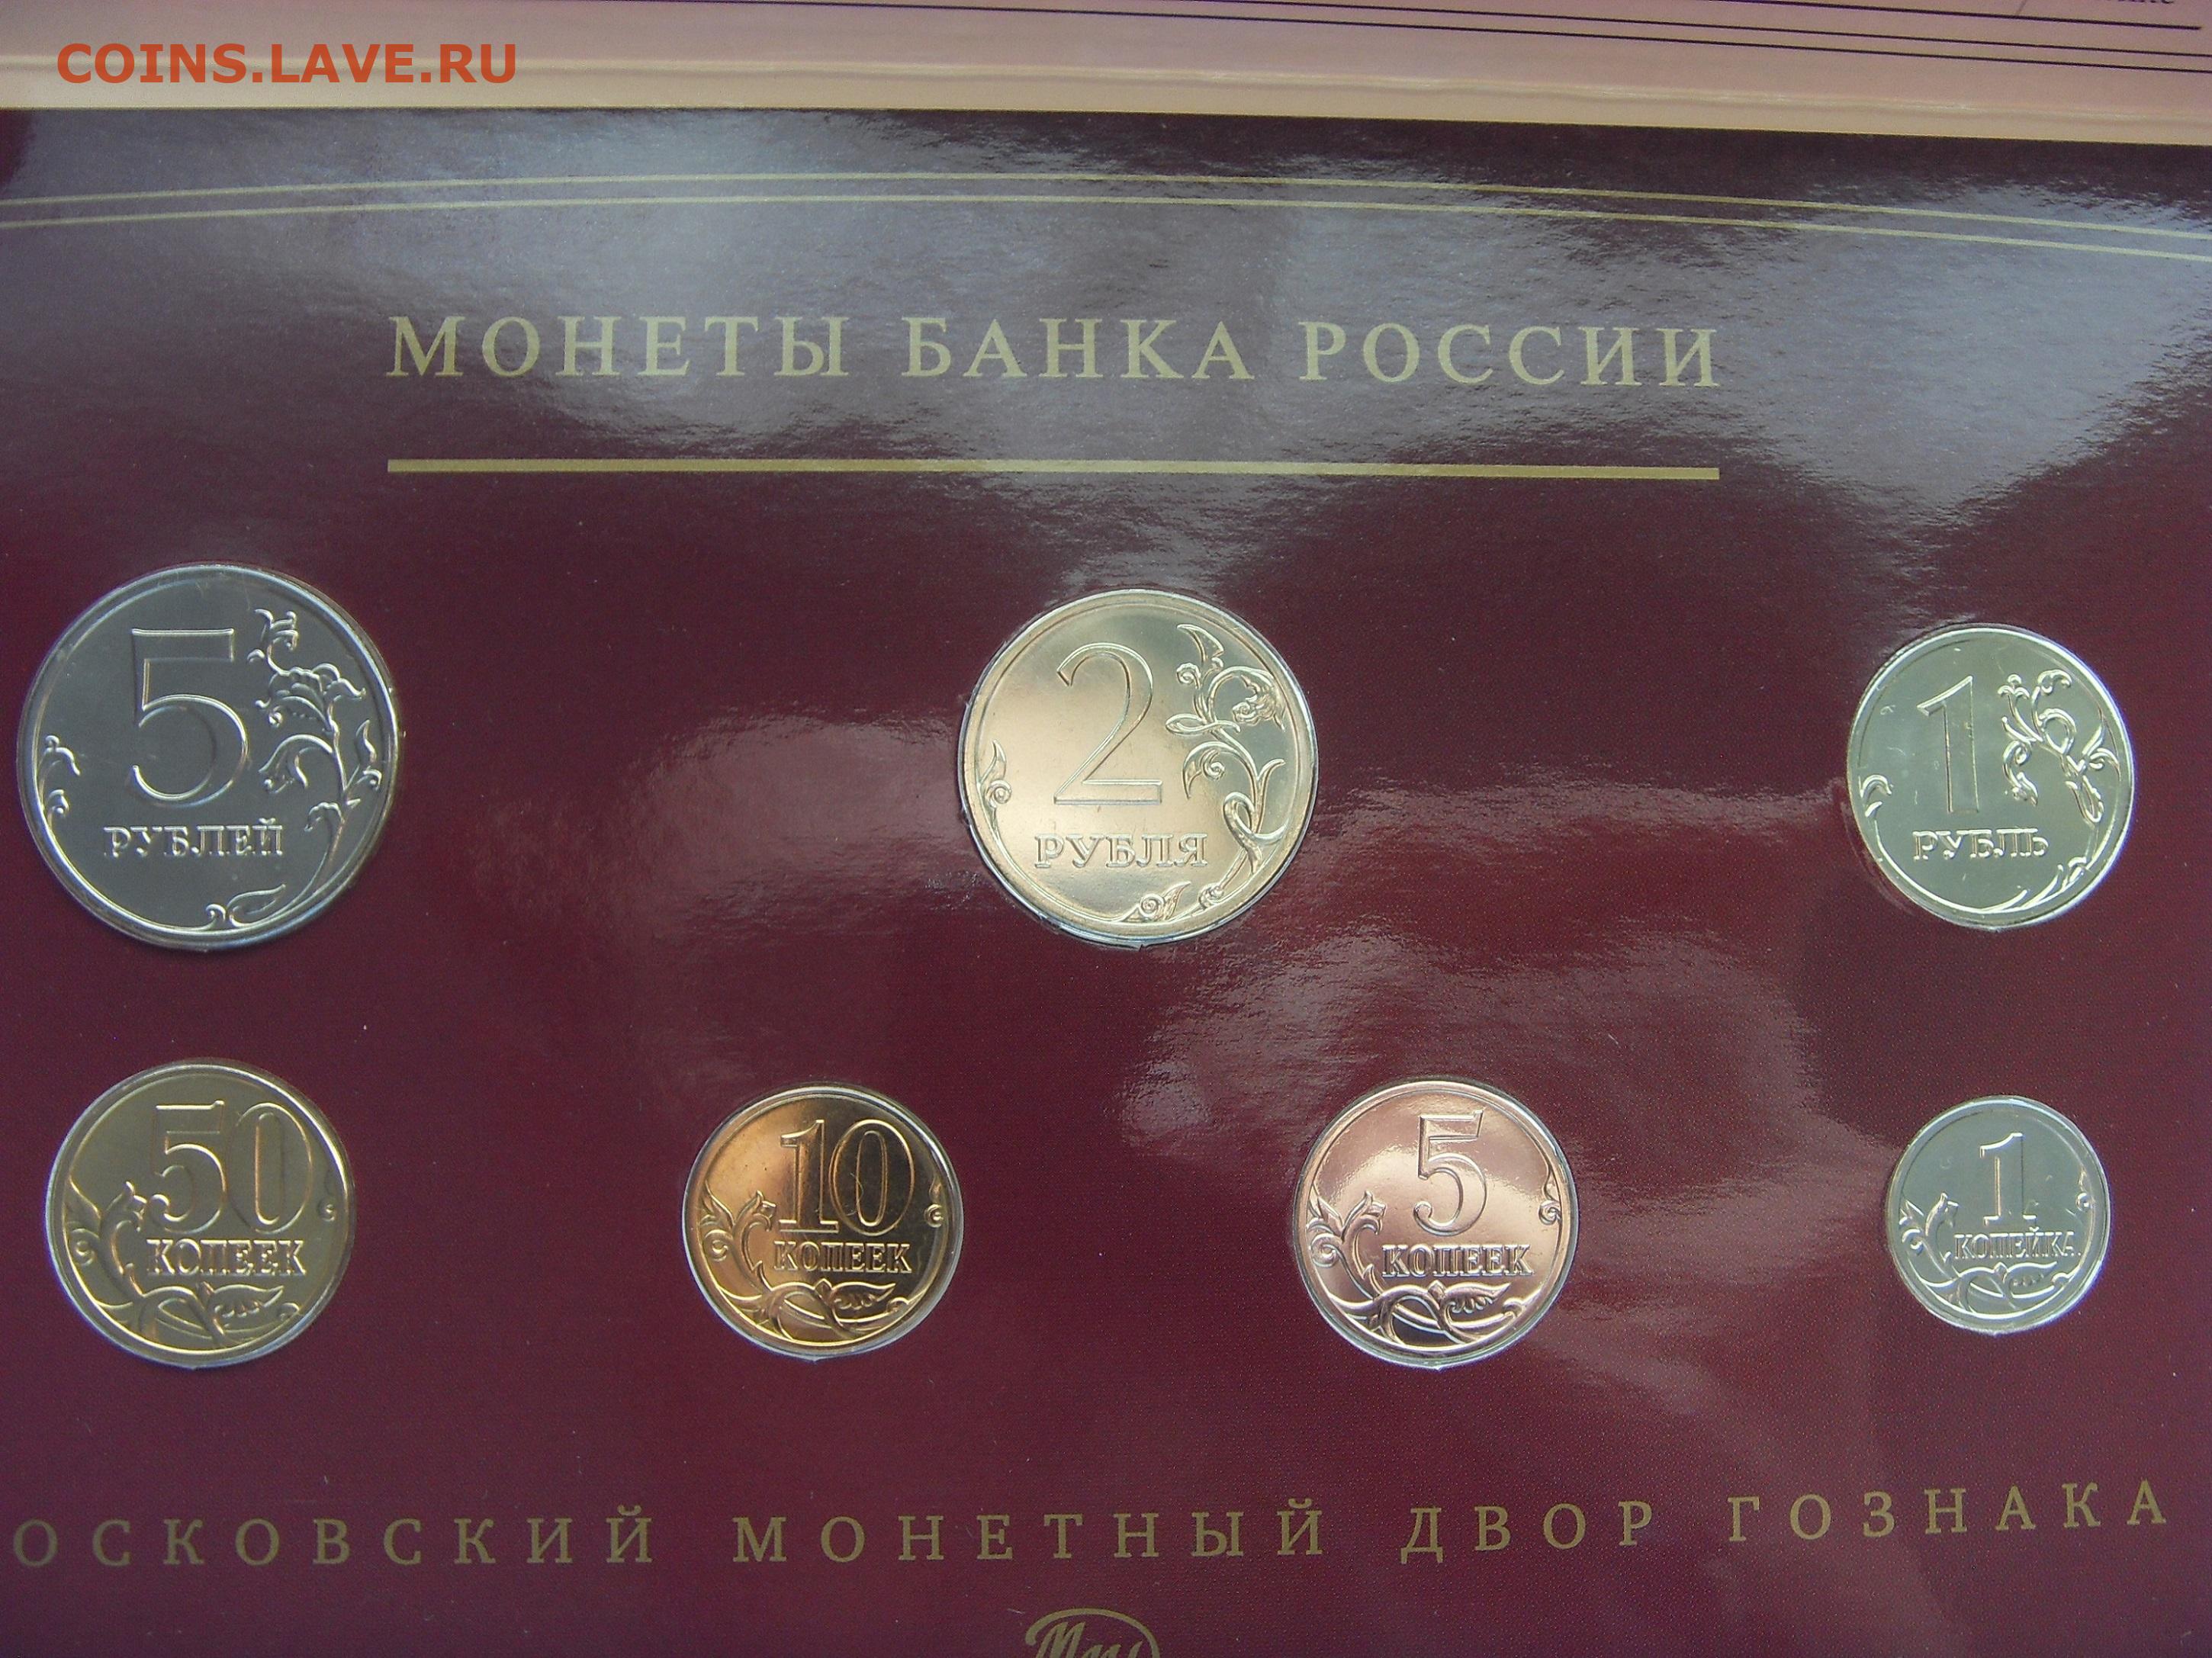 COINS.LAVE.RU
МОНЕТЫ БАНКА РОССИИ
5
РУБЛЕЙ
2
РУБЛЯ
1
РУБЛЬ
50
КОПЕЕК
10
КОПЕЕК
5
КОПЕЕК
1
КОПЕЙКА
ОСКОВСКИЙ МОНЕТНЫЙ ДВОР ГОЗНАКА